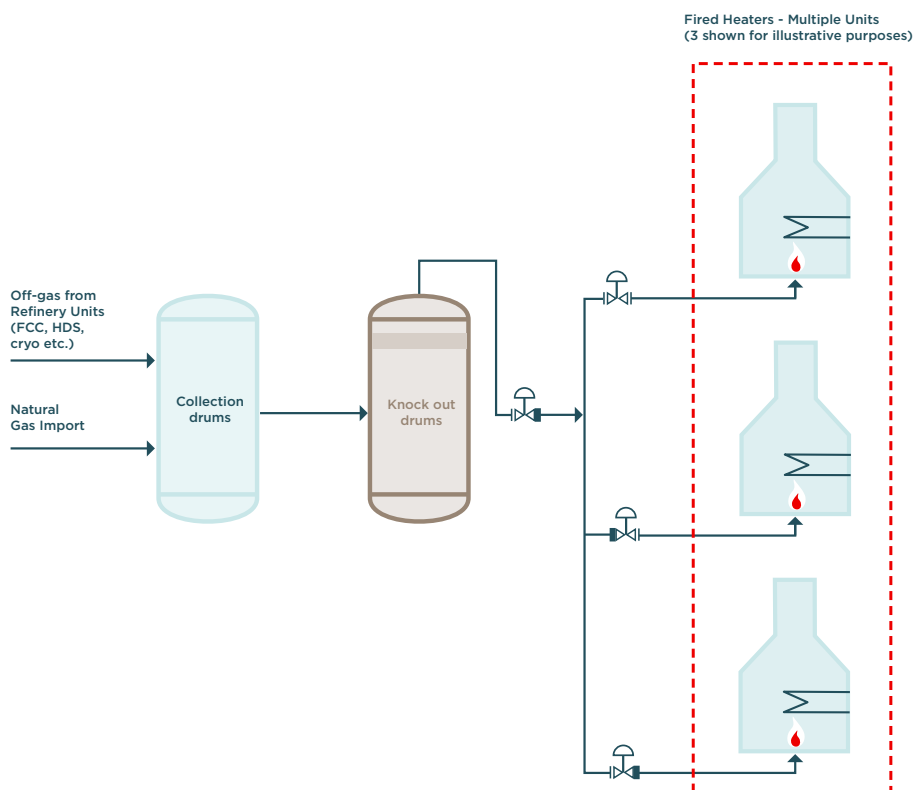 Fired Heaters - Multiple Units
(3 shown for illustrative purposes)
Off-gas from
Refinery Units
(FCC, HDS,
cryo etc.)
Natural
Gas Import
Collection
drums
Knock out
drums